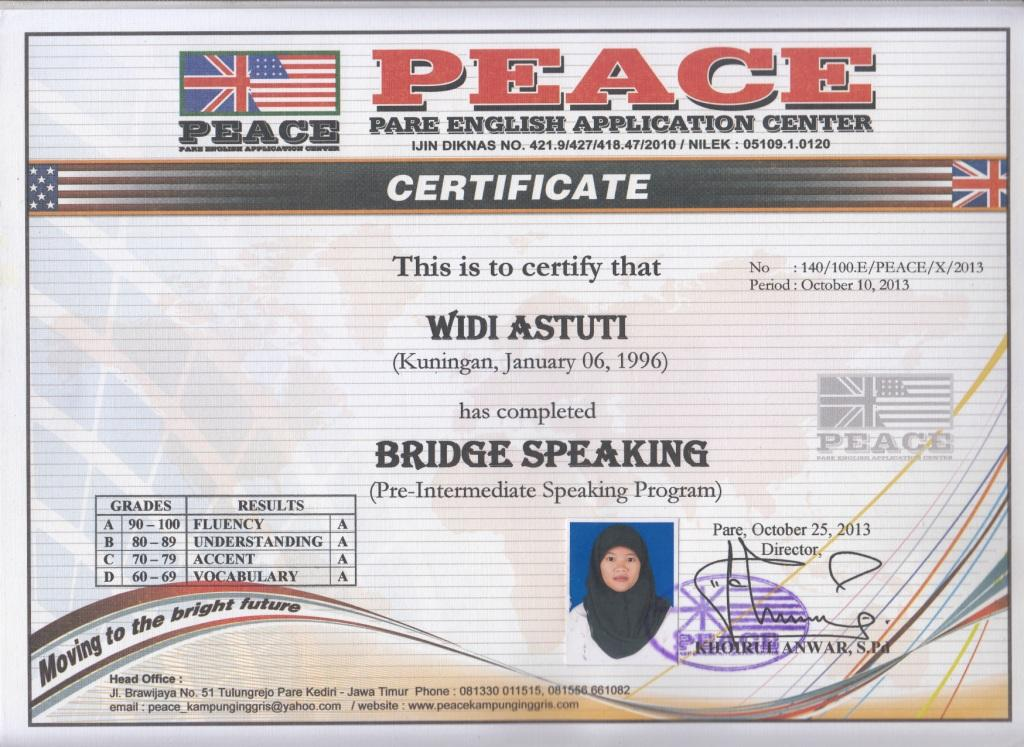 PEACE
PARE ENGLISH APPLICATION CENTER
PEACE
PARE ENGLISH APPLICATION CENTER
IJIN DIKNAS NO. 421.9/427/418.47/2010 / NILEK : 05109.1.0120
CERTIFICATE
This is to certify that
No : 140/100.E/PEACE/X/2013
Period : October 10, 2013
WIDI ASTUTI
(Kuningan, January 06, 1996)
has completed
PEACE
PARE ENGLISH APPLICATION CENTER
BRIDGE SPEAKING
(Pre-Intermediate Speaking Program)
GRADES RESULTS
A 90 – 100 FLUENCY A
B 80 – 89 UNDERSTANDING A
C 70 – 79 ACCENT A
D 60 – 69 VOCABULARY A
Pare, October 25, 2013
Director,
PEACE
KHOIRUL ANWAR, S.Pd
Moving to the bright future
Head Office :
Jl. Brawijaya No. 51 Tulungrejo Pare Kediri - Jawa Timur Phone : 081330 011515, 081556 661082
email : peace_kampunginggris@yahoo.com / website : www.peacekampunginggris.com